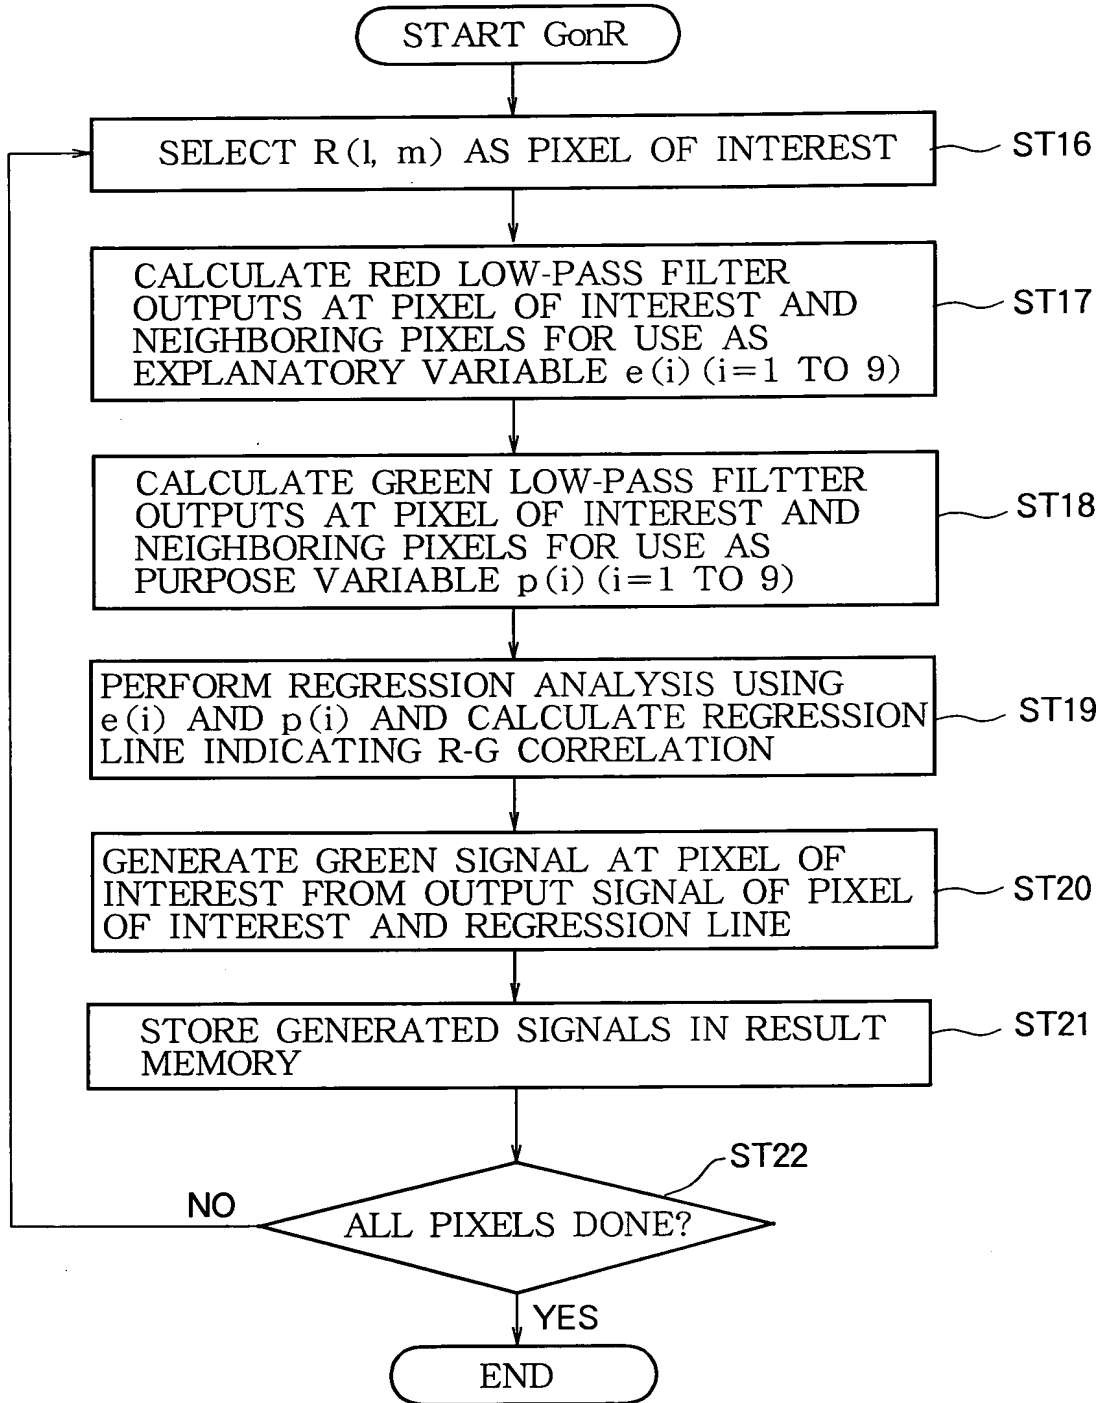 START GonR
SELECT R(l, m) AS PIXEL OF INTEREST
ST16
CALCULATE RED LOW-PASS FILTER
OUTPUTS AT PIXEL OF INTEREST AND
NEIGHBORING PIXELS FOR USE AS
EXPLANATORY VARIABLE e(i) (i=1 TO 9)
ST17
CALCULATE GREEN LOW-PASS FILTTER
OUTPUTS AT PIXEL OF INTEREST AND
NEIGHBORING PIXELS FOR USE AS
PURPOSE VARIABLE p(i) (i=1 TO 9)
ST18
PERFORM REGRESSION ANALYSIS USING
e(i) AND p(i) AND CALCULATE REGRESSION
LINE INDICATING R-G CORRELATION
ST19
GENERATE GREEN SIGNAL AT PIXEL OF
INTEREST FROM OUTPUT SIGNAL OF PIXEL
OF INTEREST AND REGRESSION LINE
ST20
STORE GENERATED SIGNALS IN RESULT
MEMORY
ST21
ST22
NO
ALL PIXELS DONE?
YES
END